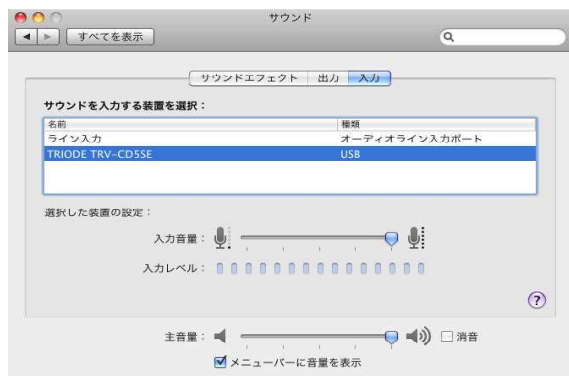 サウンド
すべてを表示
サウンドエフェクト 出力 入力
サウンドを入力する装置を選択：
名前 種類
ライン入力 オーディオライン入力ポート
TRIODE TRV-CD5SE USB
選択した装置の設定：
入力音量：
入力レベル：
?
主音量： 消音
メニューバーに音量を表示